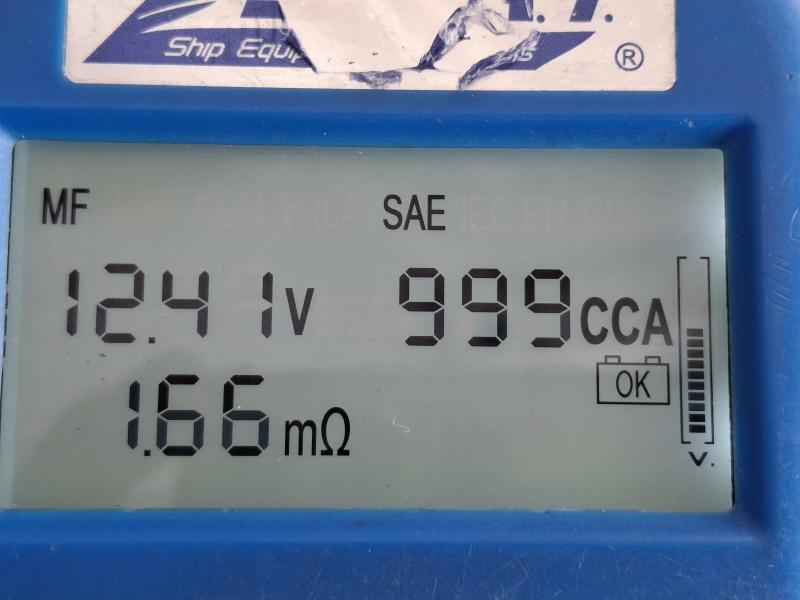 Ship Equip
®
MF SAE
12.41V 999CCA
OK
1.66mΩ
V.